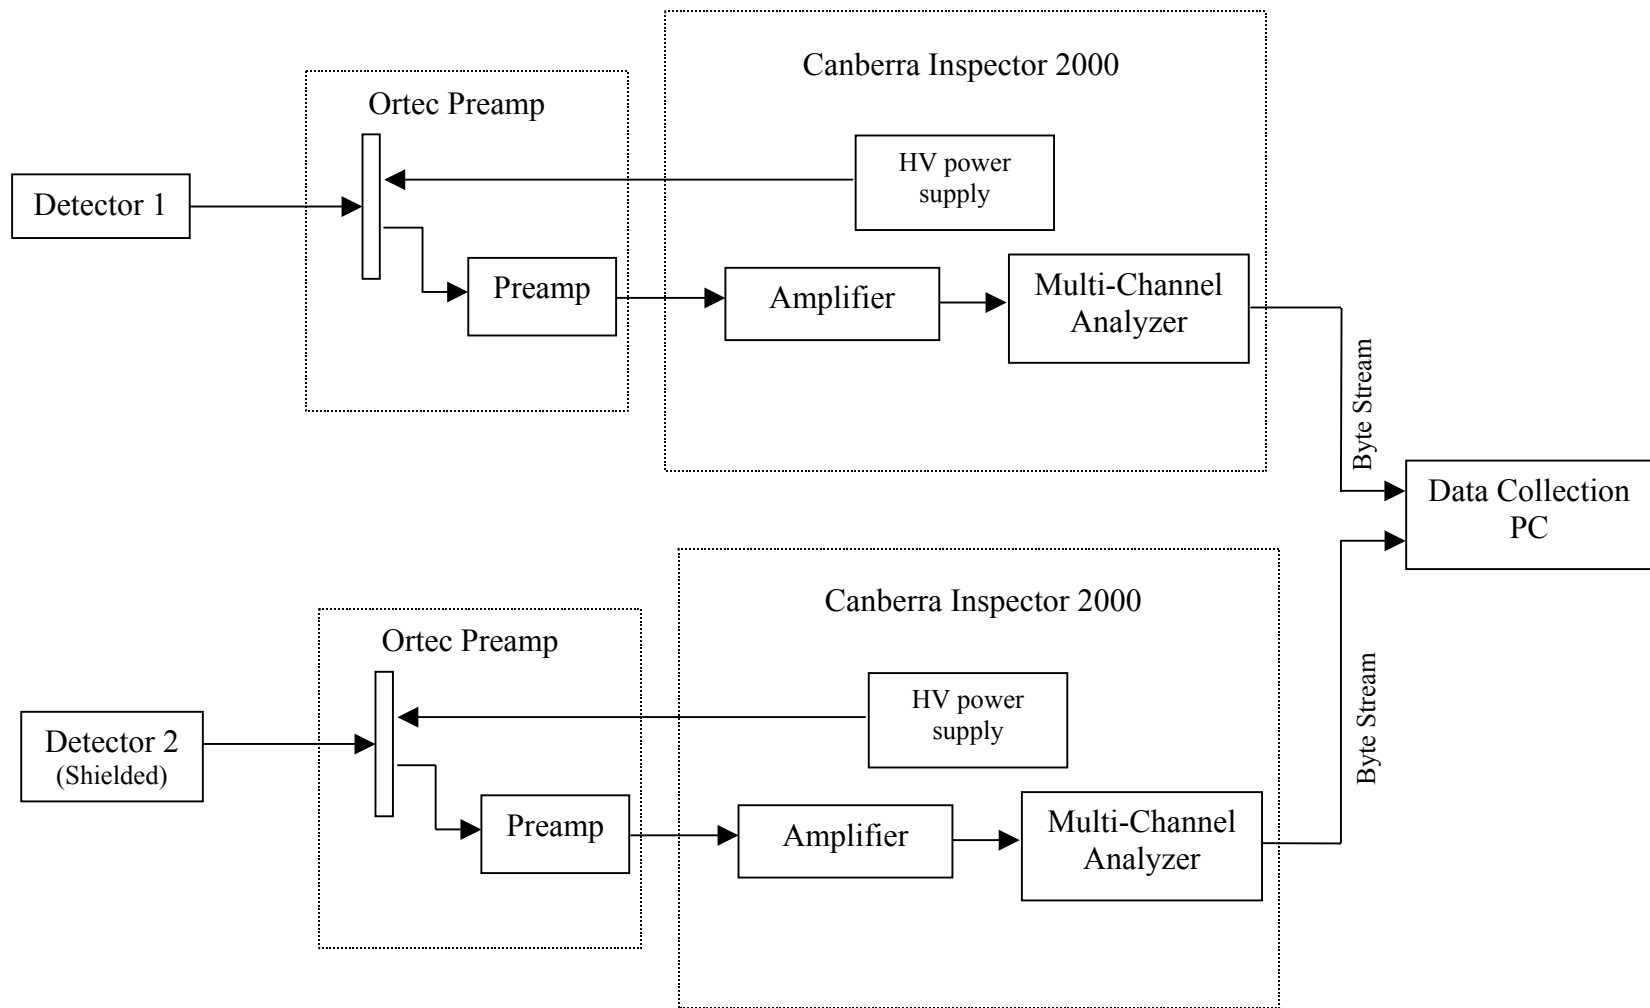 Canberra Inspector 2000
Ortec Preamp
HV power
supply
Detector 1
Preamp
Amplifier
Multi-Channel
Analyzer
Byte Stream
Data Collection
PC
Canberra Inspector 2000
Ortec Preamp
HV power
supply
Detector 2
(Shielded)
Preamp
Amplifier
Multi-Channel
Analyzer
Byte Stream